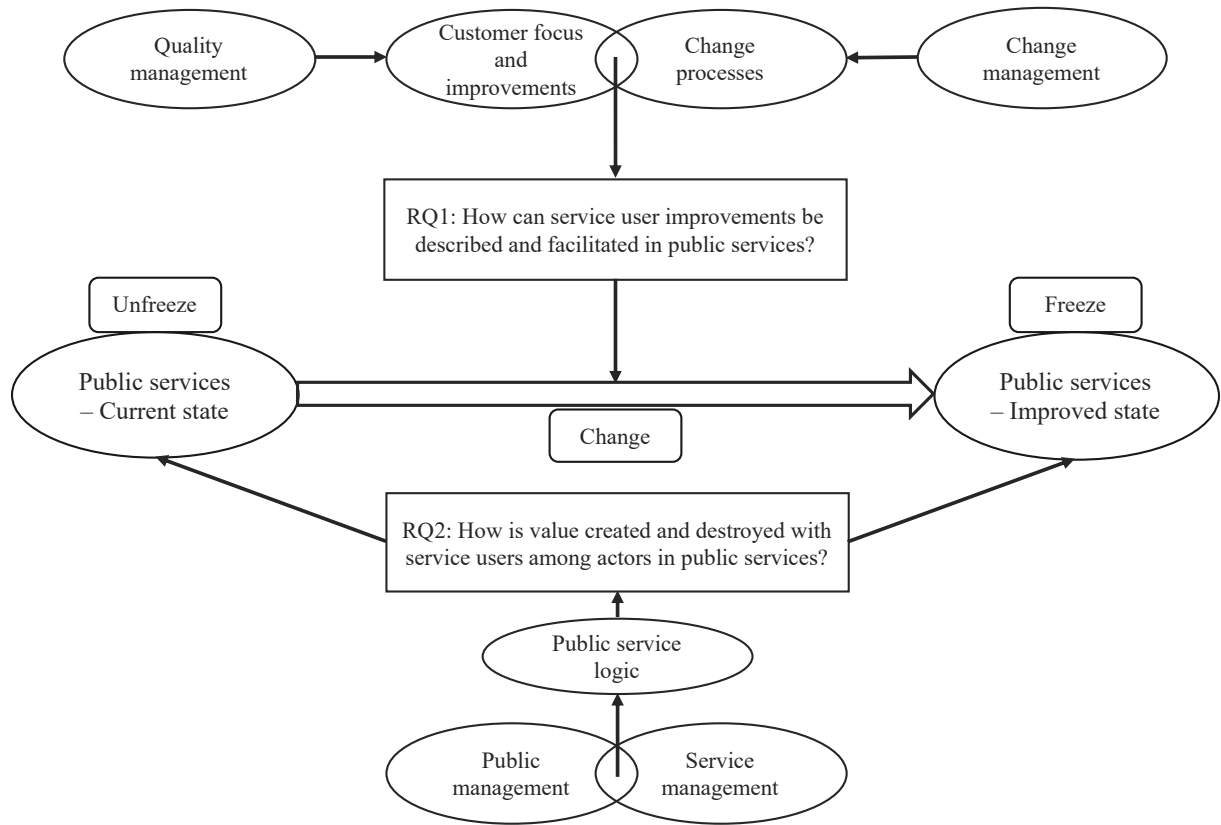 Quality
management
Customer focus
and
improvements
Change
processes
Change
management
RQ1: How can service user improvements be
described and facilitated in public services?
Unfreeze
Freeze
Public services
– Current state
Public services
– Improved state
Change
RQ2: How is value created and destroyed with
service users among actors in public services?
Public service
logic
Public
management
Service
management